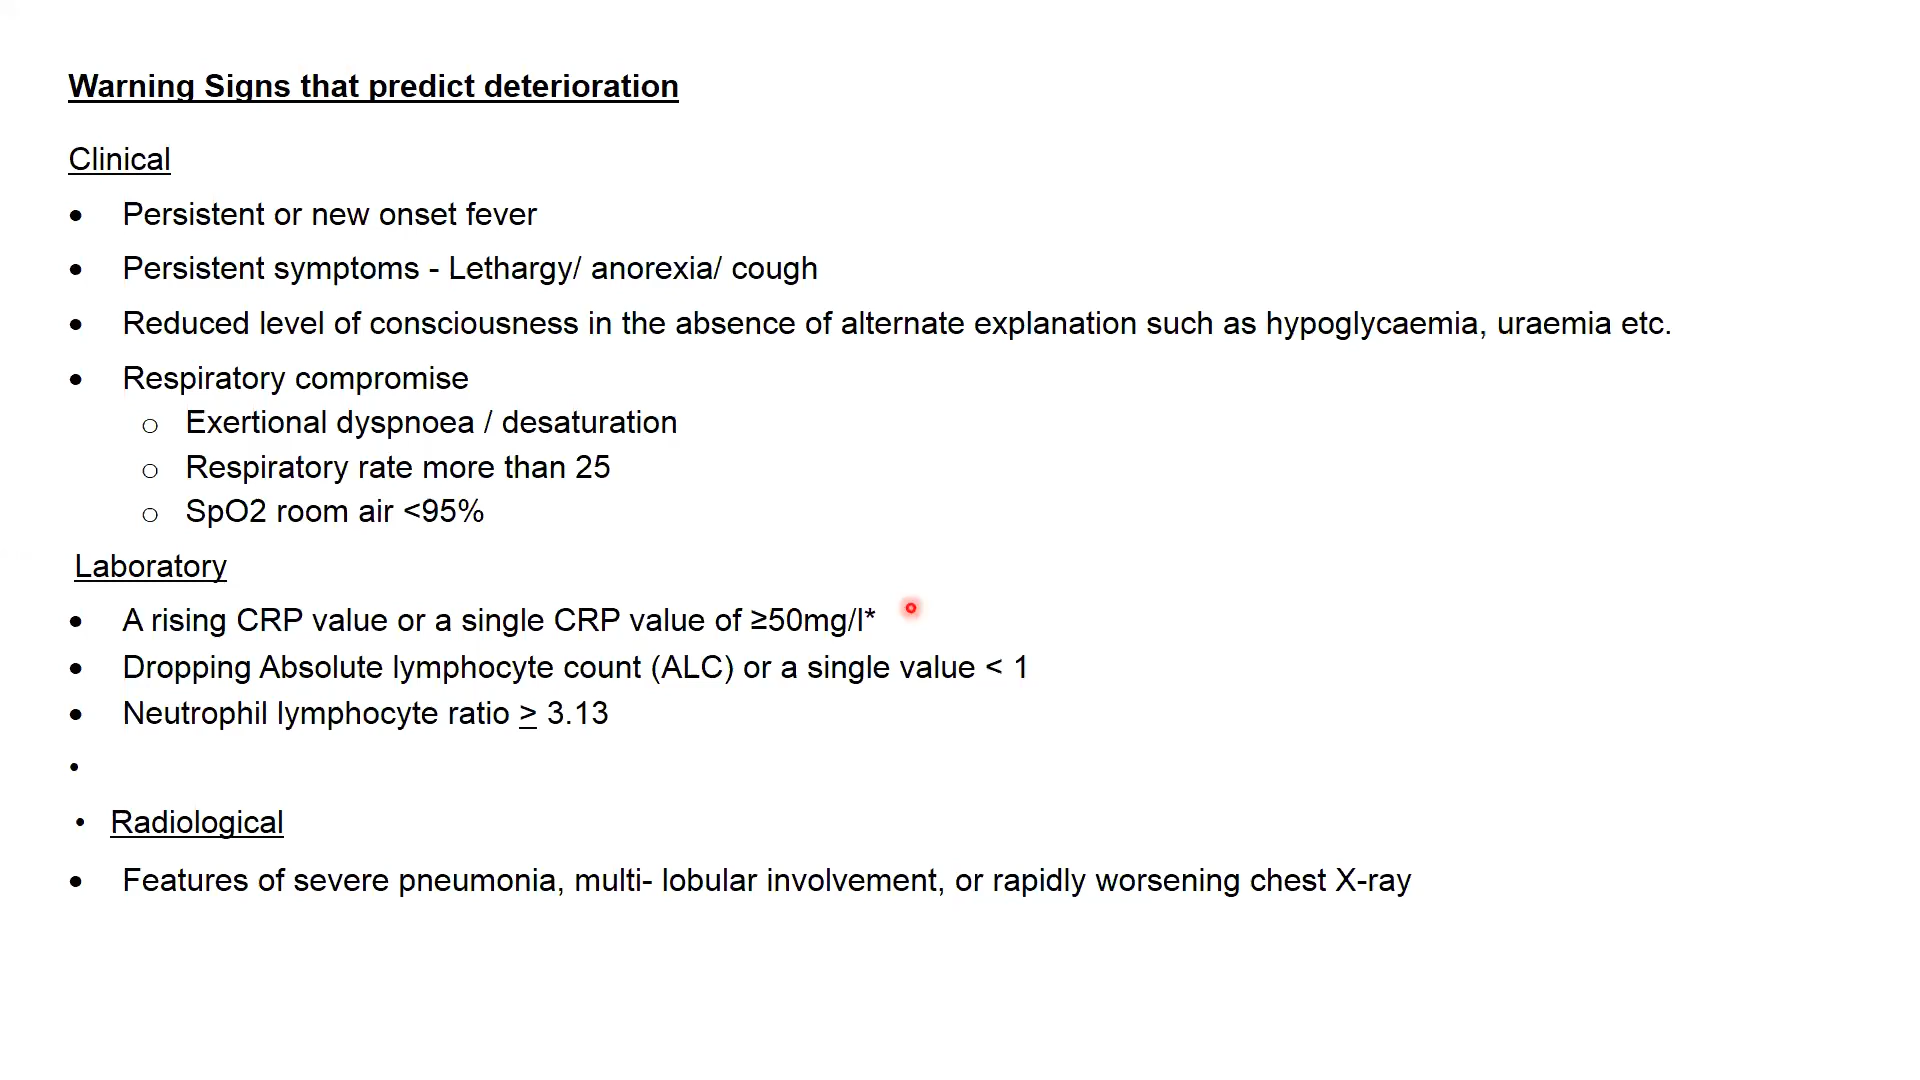 Warning Signs that predict deterioration
Clinical
• Persistent or new onset fever
• Persistent symptoms - Lethargy/ anorexia/ cough
• Reduced level of consciousness in the absence of alternate explanation such as hypoglycaemia, uraemia etc.
• Respiratory compromise
o Exertional dyspnoea / desaturation
o Respiratory rate more than 25
o SpO2 room air <95%
Laboratory
• A rising CRP value or a single CRP value of ≥50mg/l*
• Dropping Absolute lymphocyte count (ALC) or a single value < 1
• Neutrophil lymphocyte ratio ≥ 3.13
•
• Radiological
• Features of severe pneumonia, multi- lobular involvement, or rapidly worsening chest X-ray